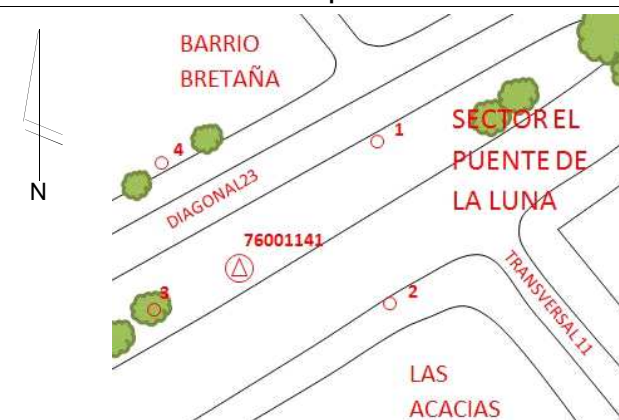 BARRIO
BRETAÑA
SECTOR EL
PUENTE DE
LA LUNA
1
4
N
DIAGONAL23
76001141
TRANSVERSAL 11
3
2
LAS
ACACIAS